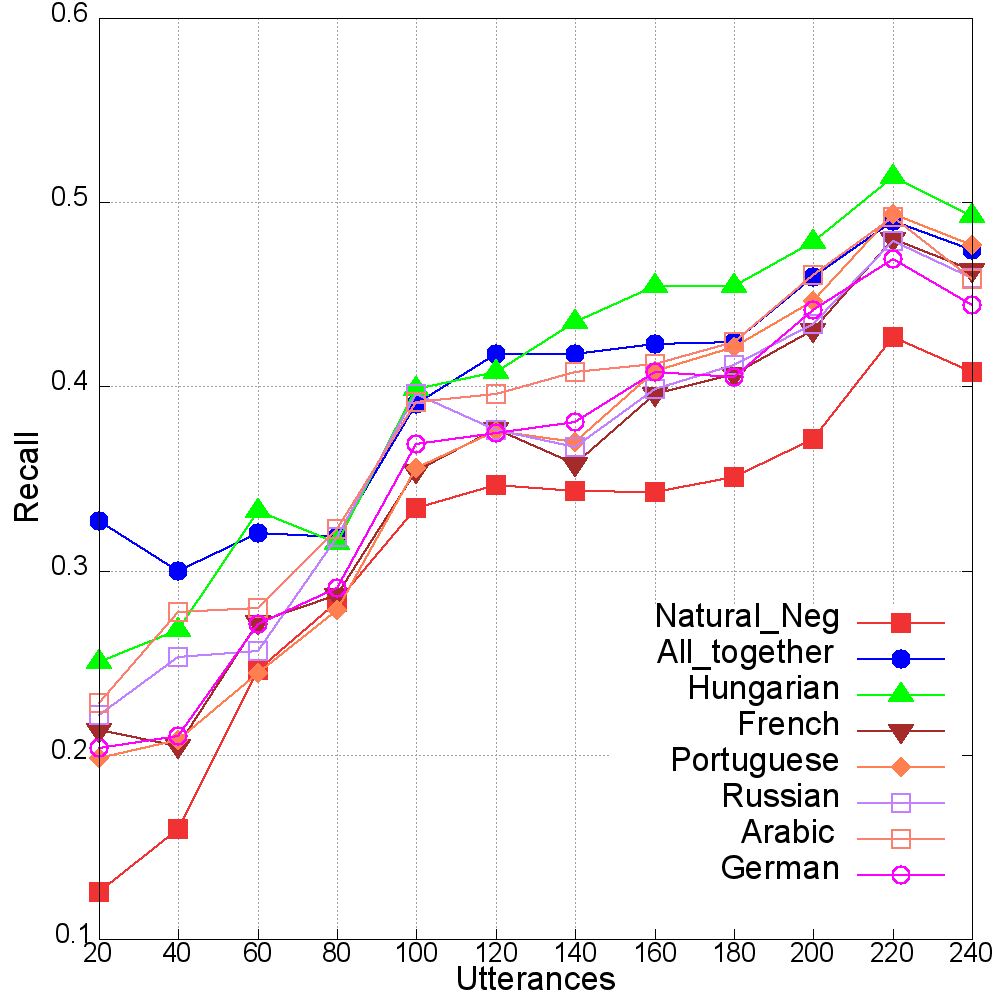 0.6
0.5
0.4
0.3
0.2
0.1
Recall
Natural_Neg
All_together
Hungarian
French
Portuguese
Russian
Arabic
German
20 40 60 80 100 120 140 160 180 200 220 240
Utterances